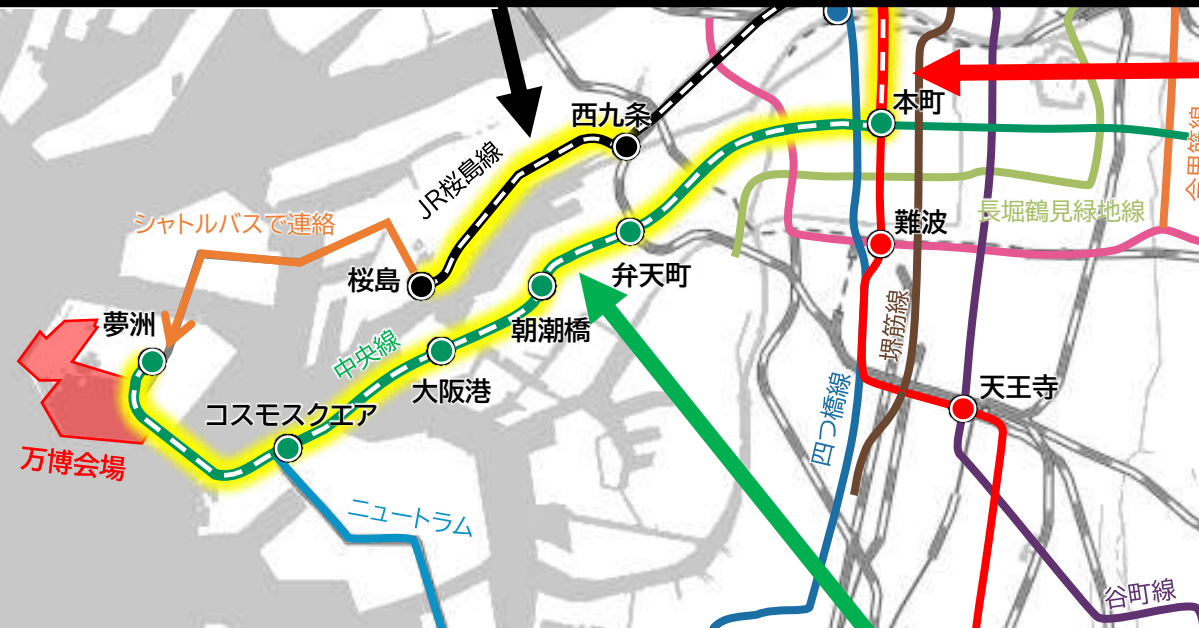 本町
西九条
JR桜島線
長堀鶴見緑地線
シャトルバスで連絡
難波
桜島
弁天町
夢洲
朝潮橋
堺筋線
中央線
大阪港
天王寺
コスモスクエア
四つ橋線
万博会場
ニュートラム
谷町線